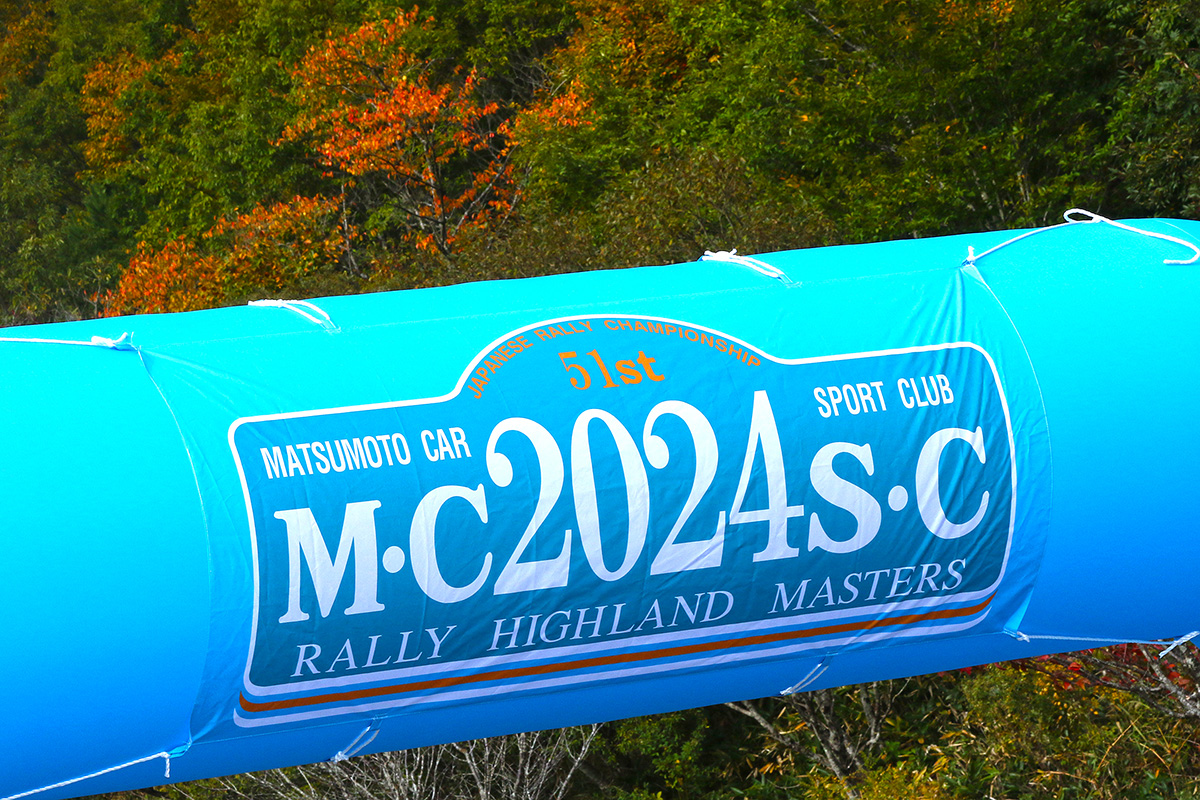 JAPANESE RALLY CHAMPIONSHIP
51st
MATSUMOTO CAR SPORT CLUB
M·C2024S·C
RALLY HIGHLAND MASTERS